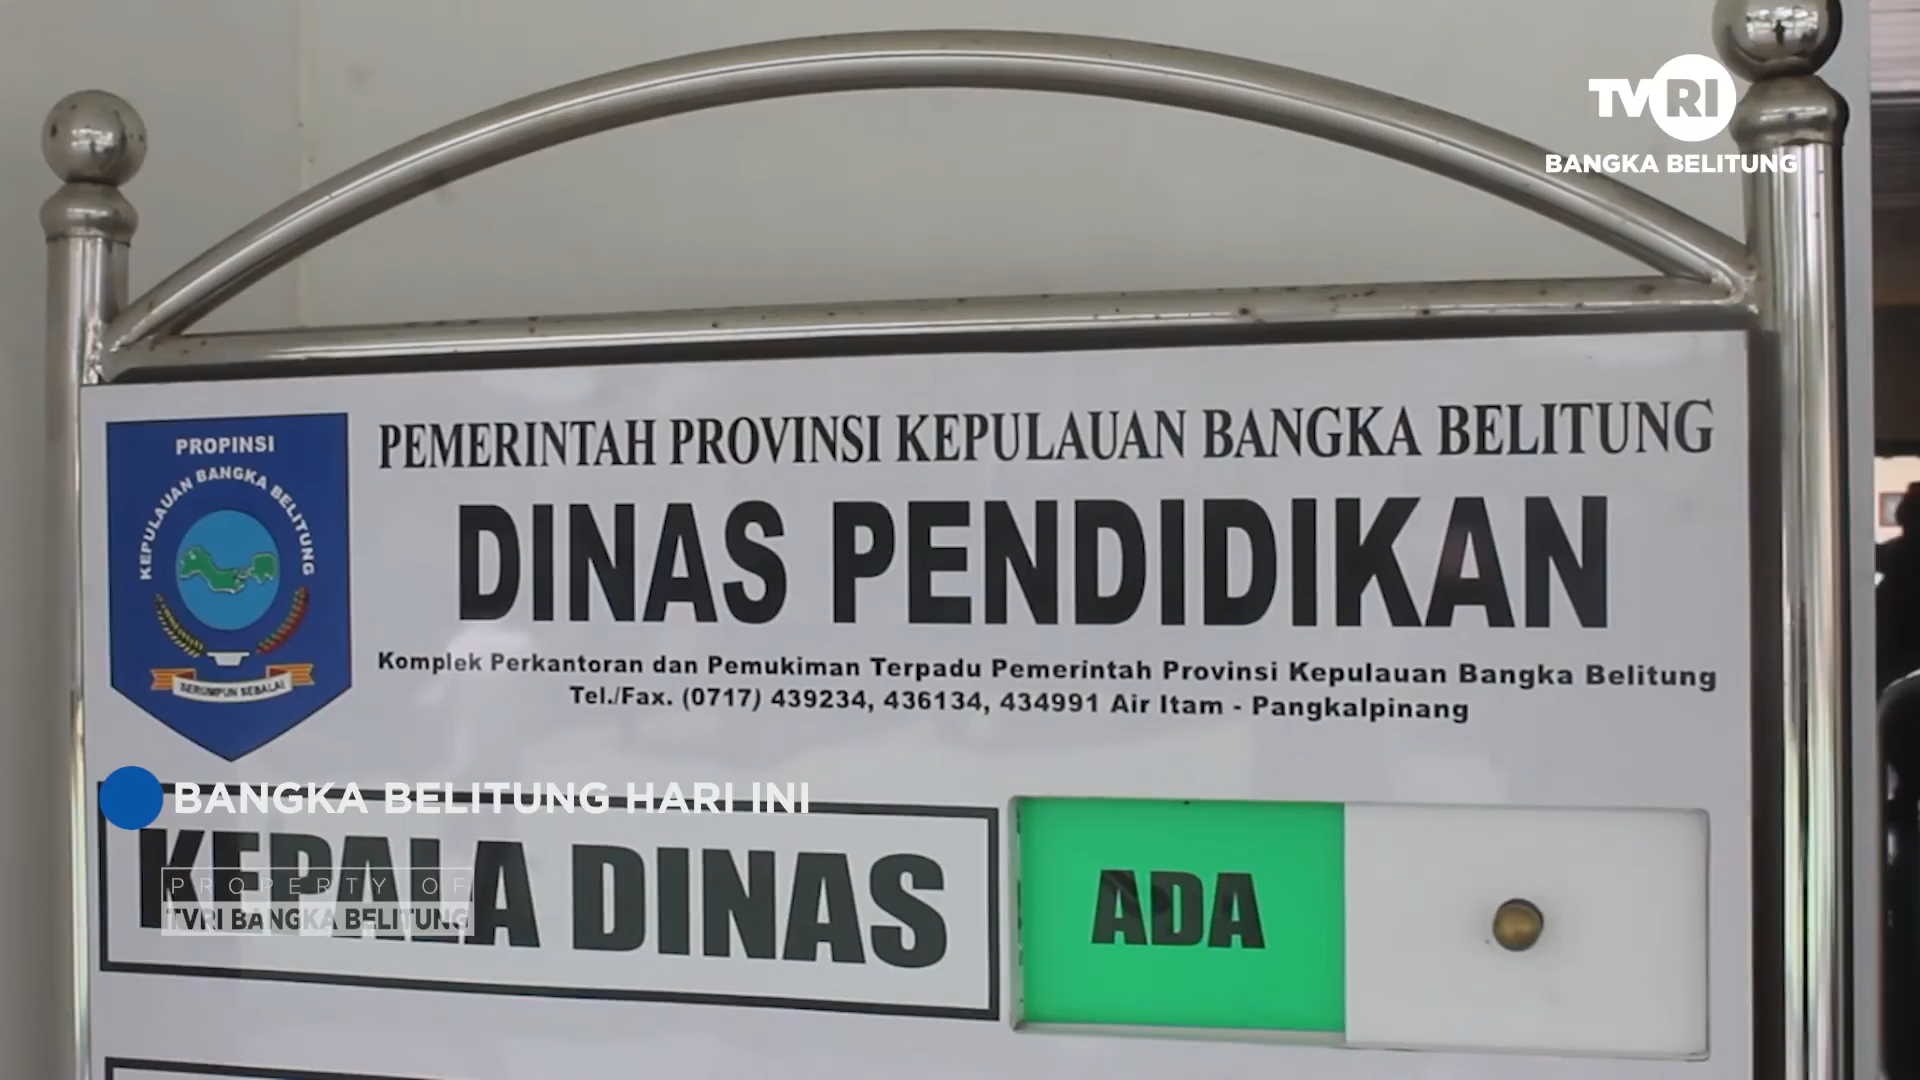 TVRI
BANGKA BELITUNG
PROPINSI
KEPULAUAN BANGKA BELITUNG
SERUMPUN SEBALAI
PEMERINTAH PROVINSI KEPULAUAN BANGKA BELITUNG
DINAS PENDIDIKAN
Komplek Perkantoran dan Pemukiman Terpadu Pemerintah Provinsi Kepulauan Bangka Belitung
Tel./Fax. (0717) 439234, 436134, 434991 Air Itam - Pangkalpinang
BANGKA BELITUNG HARI INI
KEPALA DINAS
ADA
PROPERTY OF
TVRI BANGKA BELITUNG